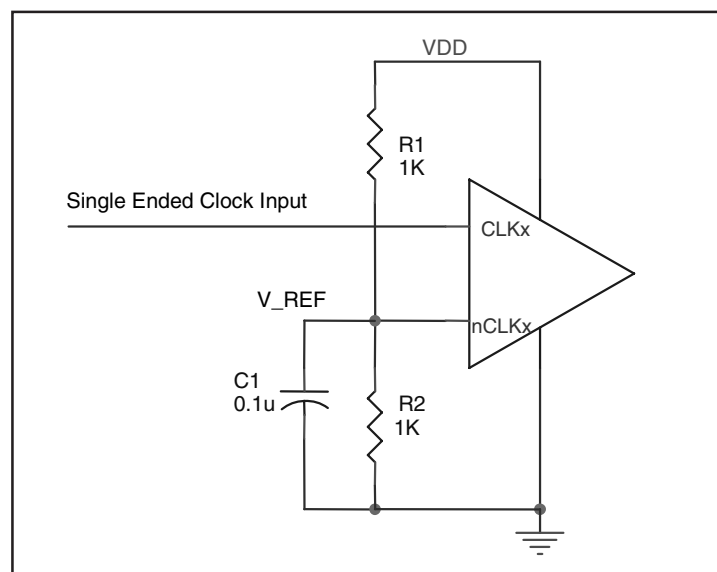 VDD
R1
1K
Single Ended Clock Input
CLKx
V_REF
nCLKx
C1
0.1u
R2
1K